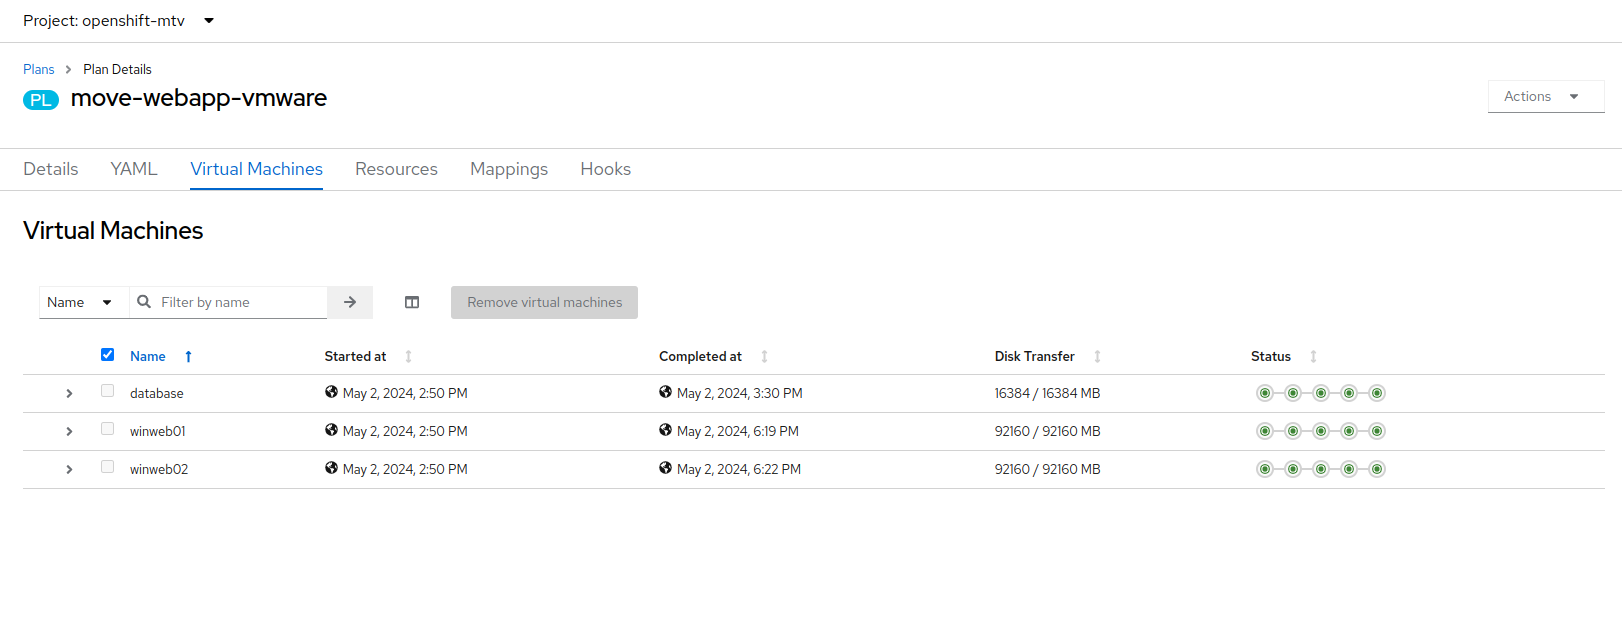 Project: openshift-mtv
Plans Plan Details
PL move-webapp-vmware
Actions
Details YAML Virtual Machines Resources Mappings Hooks
Virtual Machines
Name Filter by name Remove virtual machines
Name Started at Completed at Disk Transfer Status
database May 2, 2024, 2:50 PM May 2, 2024, 3:30 PM 16384 / 16384 MB
winweb01 May 2, 2024, 2:50 PM May 2, 2024, 6:19 PM 92160 / 92160 MB
winweb02 May 2, 2024, 2:50 PM May 2, 2024, 6:22 PM 92160 / 92160 MB